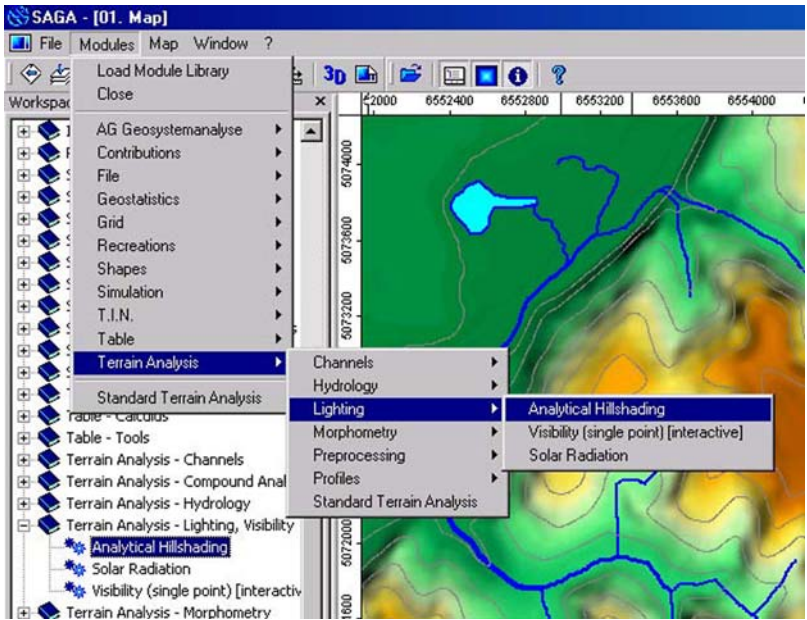 SAGA - [01. Map]
File Modules Map Window ?
3D
Workspac
Load Module Library
Close
AG Geosystemanalyse
Contributions
File
Geostatistics
Grid
Recreations
Shapes
Simulation
T.I.N.
Table
Terrain Analysis
Standard Terrain Analysis
Channels
Hydrology
Lighting
Morphometry
Preprocessing
Profiles
Standard Terrain Analysis
Analytical Hillshading
Visibility (single point) [interactive]
Solar Radiation
Table - Calculus
Table - Tools
Terrain Analysis - Channels
Terrain Analysis - Compound Anal
Terrain Analysis - Hydrology
Terrain Analysis - Lighting, Visibility
Analytical Hillshading
Solar Radiation
Visibility (single point) [interactiv
Terrain Analysis - Morphometry
52000 6552400 6552800 6553200 6553600 6554000
5074000
5073600
5073200
5072000
1600